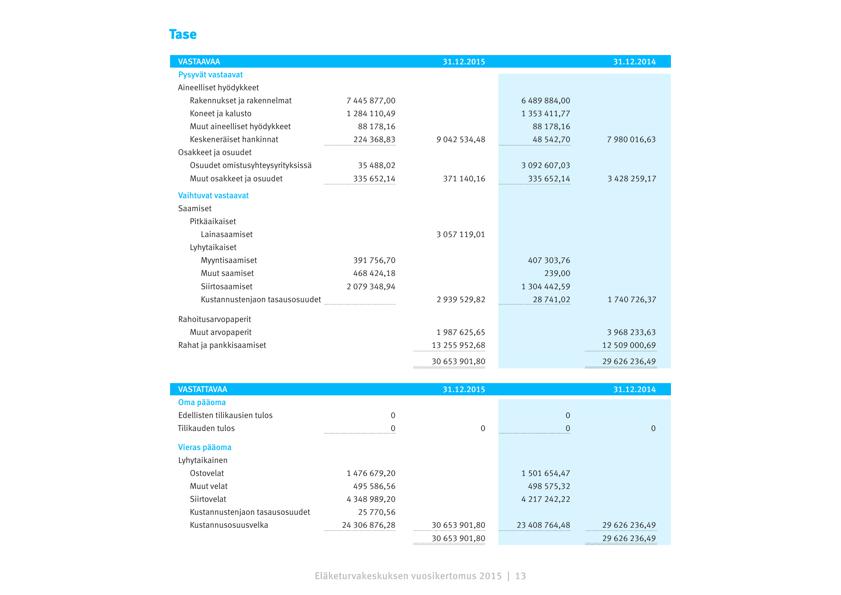 Tase
VASTAAVAA 31.12.2015 31.12.2014
Pysyvät vastaavat
Aineelliset hyödykkeet
Rakennukset ja rakennelmat 7 445 877,00 6 489 884,00
Koneet ja kalusto 1 284 110,49 1 353 411,77
Muut aineelliset hyödykkeet 88 178,16 88 178,16
Keskeneräiset hankinnat 224 368,83 9 042 534,48 48 542,70 7 980 016,63
Osakkeet ja osuudet
Osuudet omistusyhteysyrityksissä 35 488,02 3 092 607,03
Muut osakkeet ja osuudet 335 652,14 371 140,16 335 652,14 3 428 259,17
Vaihtuvat vastaavat
Saamiset
Pitkäaikaiset
Lainasaamiset 3 057 119,01
Lyhytaikaiset
Myyntisaamiset 391 756,70 407 303,76
Muut saamiset 468 424,18 239,00
Siirtosaamiset 2 079 348,94 1 304 442,59
Kustannustenjaon tasausosuudet 2 939 529,82 28 741,02 1 740 726,37
Rahoitusarvopaperit
Muut arvopaperit 1 987 625,65 3 968 233,63
Rahat ja pankkisaamiset 13 255 952,68 12 509 000,69
30 653 901,80 29 626 236,49
VASTATTAVAA 31.12.2015 31.12.2014
Oma pääoma
Edellisten tilikausien tulos 0 0
Tilikauden tulos 0 0 0 0
Vieras pääoma
Lyhytaikainen
Ostovelat 1 476 679,20 1 501 654,47
Muut velat 495 586,56 498 575,32
Siirtovelat 4 348 989,20 4 217 242,22
Kustannustenjaon tasausosuudet 25 770,56
Kustannusosuusvelka 24 306 876,28 30 653 901,80 23 408 764,48 29 626 236,49
30 653 901,80 29 626 236,49
Eläketurvakeskuksen vuosikertomus 2015 | 13